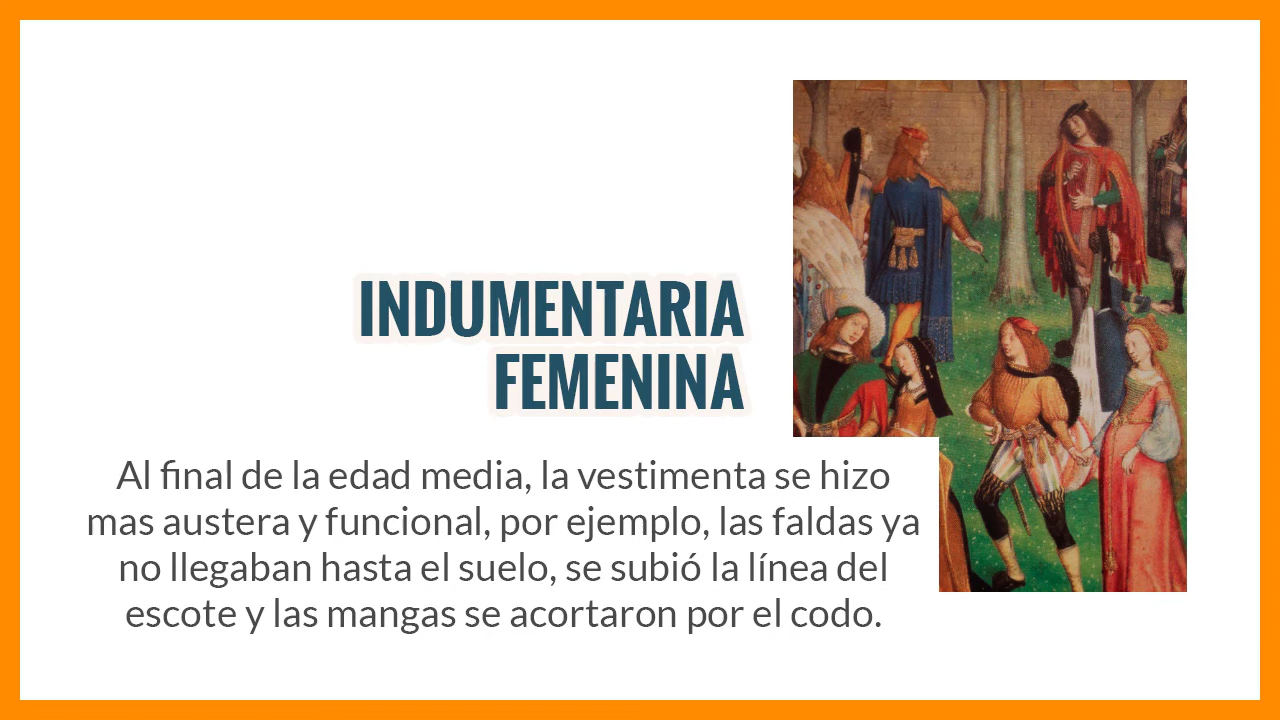 INDUMENTARIA
FEMENINA
Al final de la edad media, la vestimenta se hizo
mas austera y funcional, por ejemplo, las faldas ya
no llegaban hasta el suelo, se subió la línea del
escote y las mangas se acortaron por el codo.